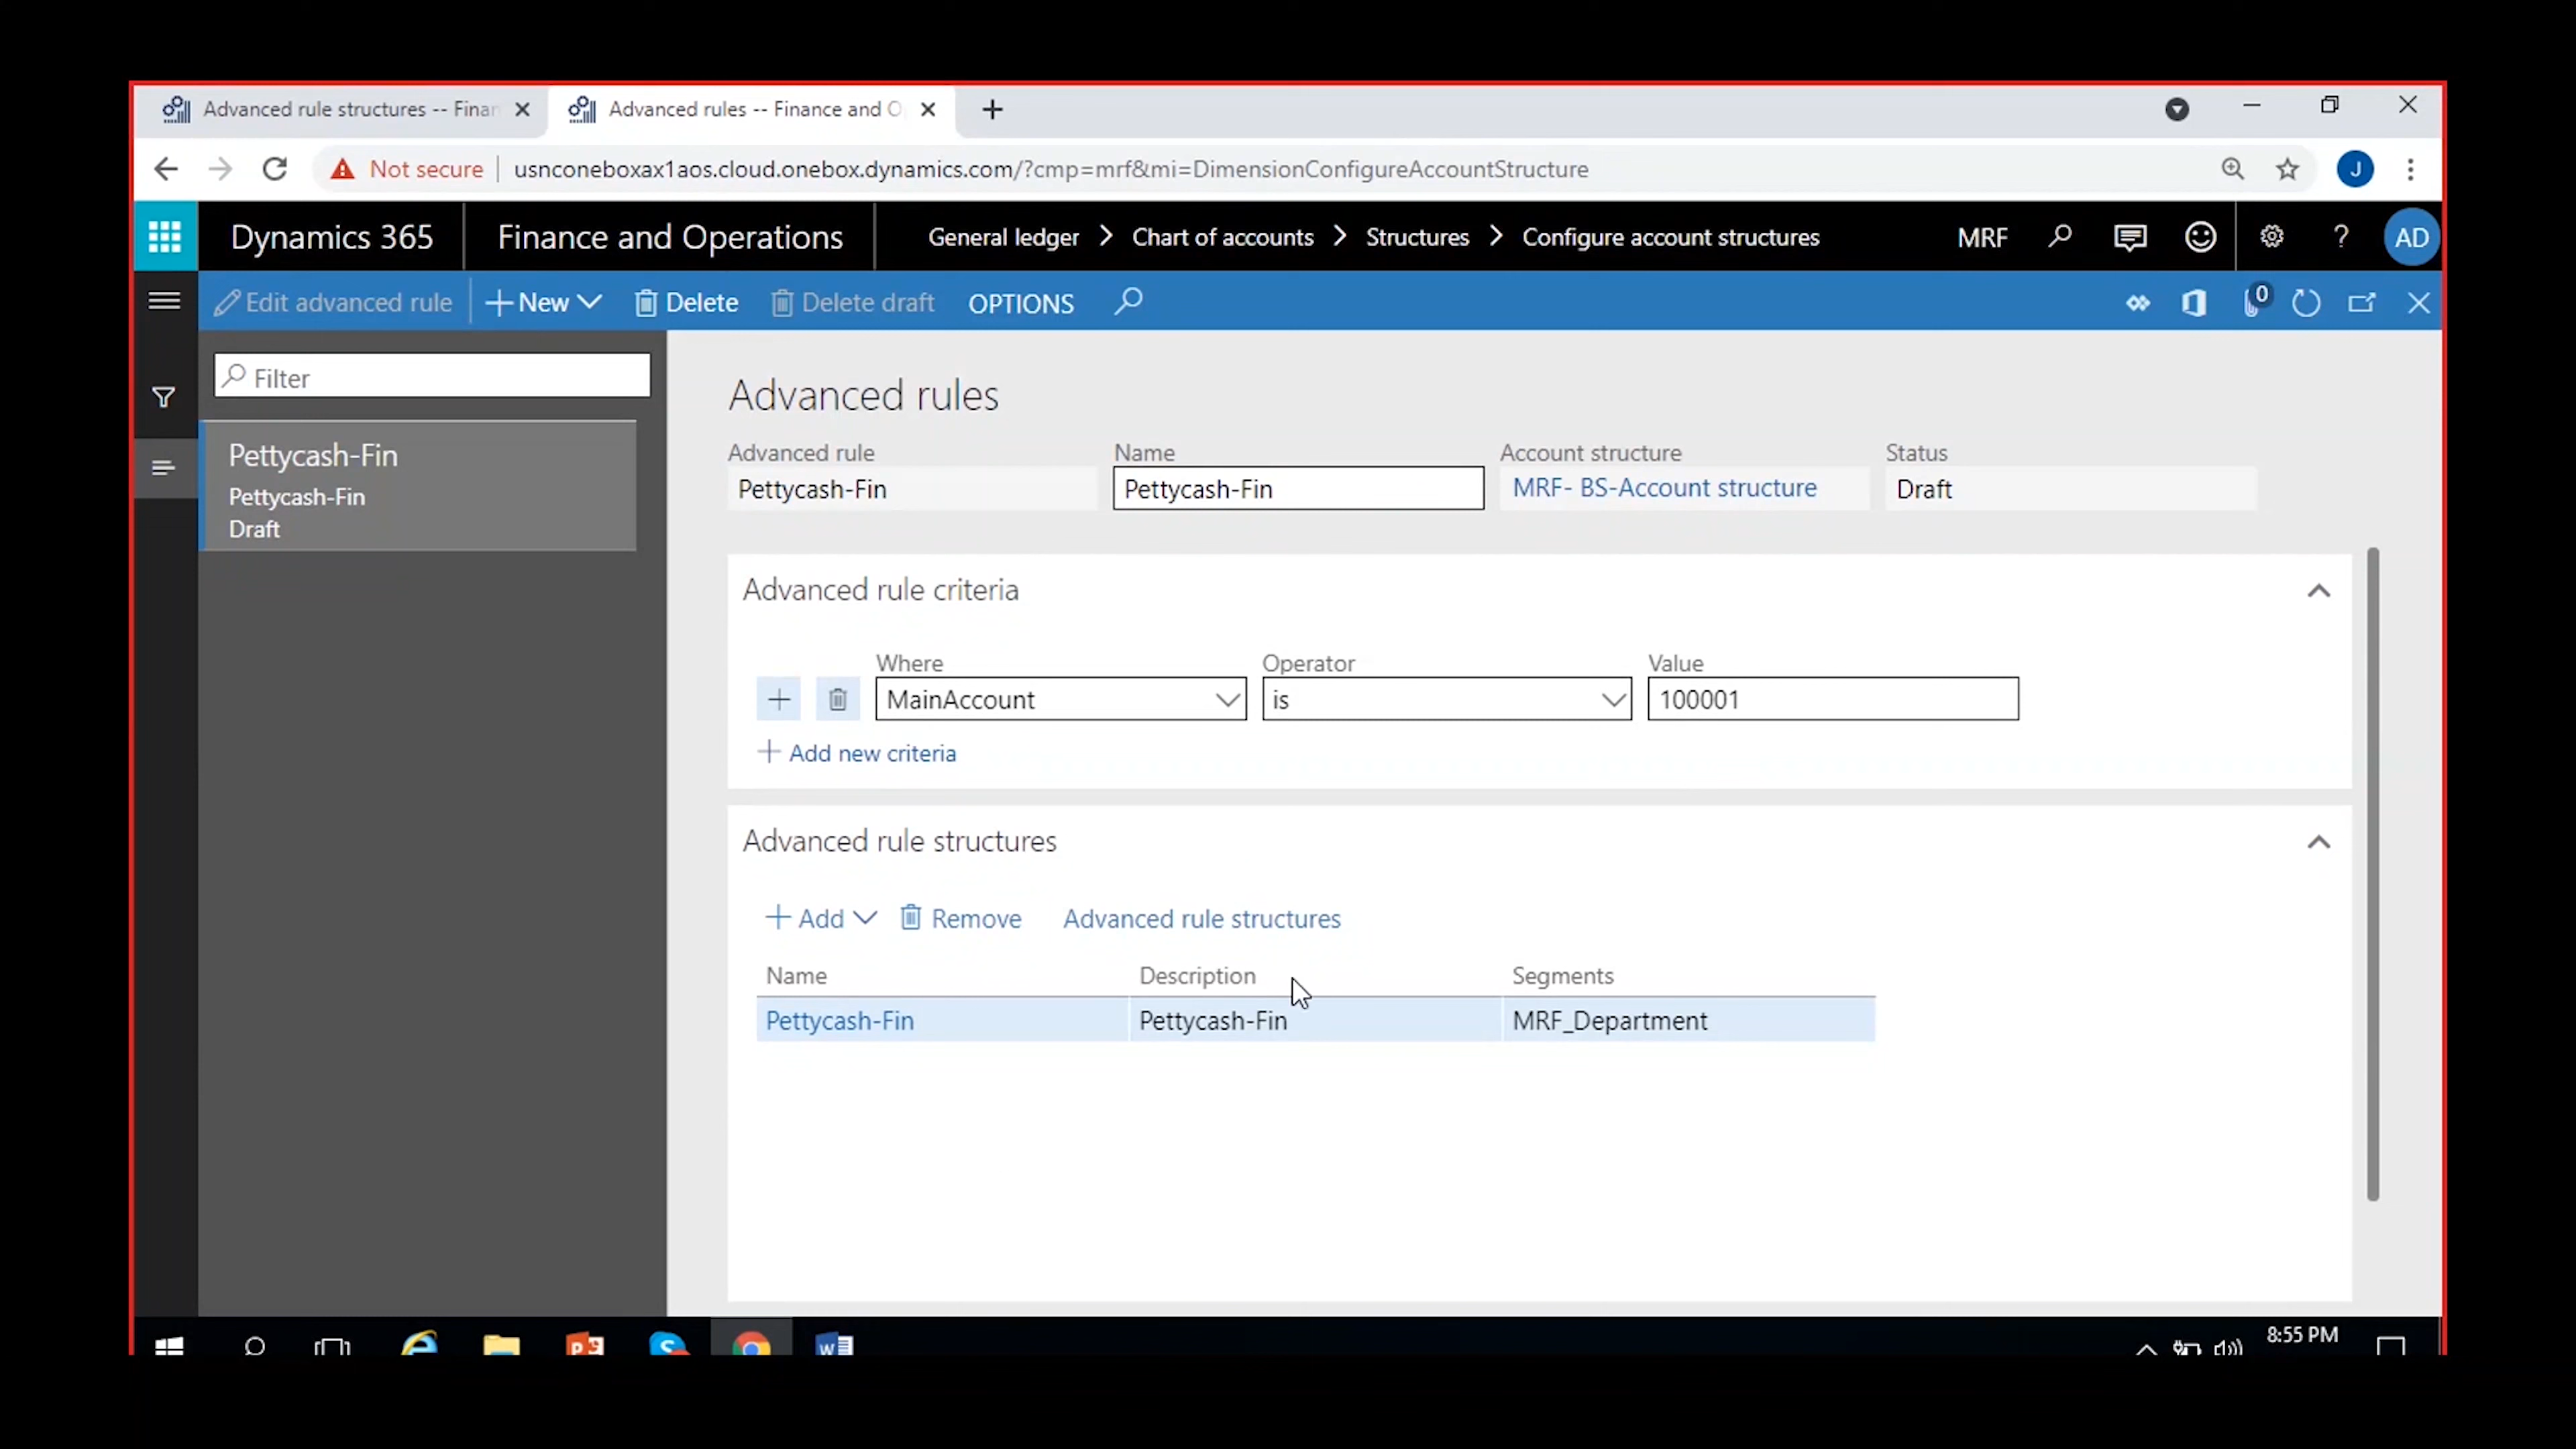 Advanced rule structures -- Finan
Advanced rules -- Finance and O
Not secure
usnconeboxax1aos.cloud.onebox.dynamics.com/?cmp=mrf&mi=DimensionConfigureAccountStructure
J
Dynamics 365
Finance and Operations
General ledger > Chart of accounts > Structures > Configure account structures
MRF
?
AD
Edit advanced rule
+ New
Delete
Delete draft
OPTIONS
0
Filter
Pettycash-Fin
Pettycash-Fin
Draft
Advanced rules
Advanced rule
Name
Account structure
Status
Pettycash-Fin
Pettycash-Fin
MRF- BS-Account structure
Draft
Advanced rule criteria
Where
Operator
Value
MainAccount
is
100001
+ Add new criteria
Advanced rule structures
+ Add
Remove
Advanced rule structures
Name
Description
Segments
Pettycash-Fin
Pettycash-Fin
MRF_Department
8:55 PM